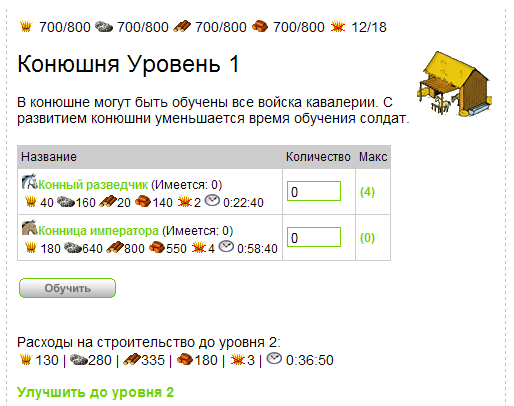 700/800 700/800 700/800 700/800 12/18
Конюшня Уровень 1
В конюшне могут быть обучены все войска кавалерии. С
развитием конюшни уменьшается время обучения солдат.
Название Количество Макс
Конный разведчик (Имеется: 0)
40 160 20 140 2 0:22:40 0 (4)
Конница императора (Имеется: 0)
180 640 800 550 4 0:58:40 0 (0)
Обучить
Расходы на строительство до уровня 2:
130 | 280 | 335 | 180 | 3 | 0:36:50
Улучшить до уровня 2